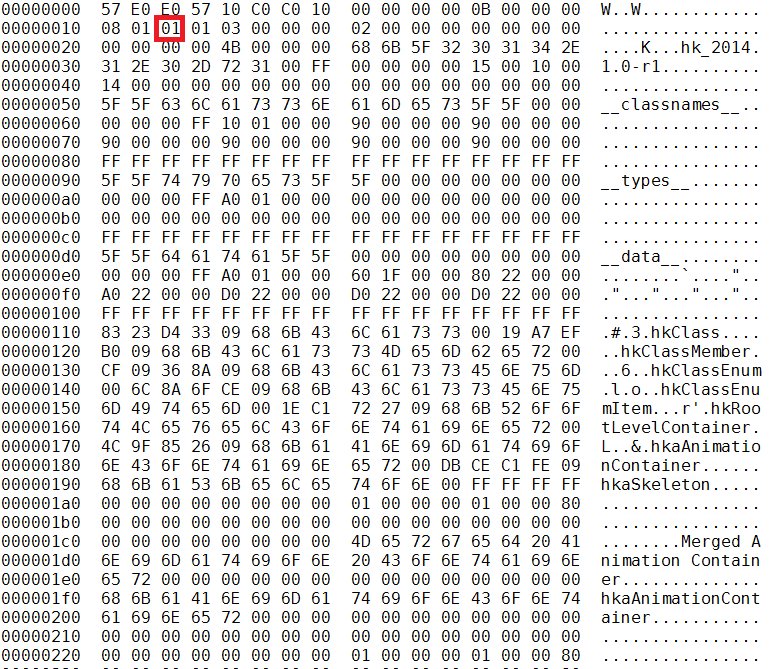 00000000 57 E0 E0 57 10 C0 C0 10 00 00 00 00 0B 00 00 00 W..W............
00000010 08 01 01 01 03 00 00 00 02 00 00 00 00 00 00 00 ................
00000020 00 00 00 00 4B 00 00 00 68 6B 5F 32 30 31 34 2E ....K...hk_2014.
00000030 31 2E 30 2D 72 31 00 FF 00 00 00 00 15 00 10 00 1.0-r1..........
00000040 14 00 00 00 00 00 00 00 00 00 00 00 00 00 00 00 ................
00000050 5F 5F 63 6C 61 73 73 6E 61 6D 65 73 5F 5F 00 00 __classnames__..
00000060 00 00 00 FF 10 01 00 00 90 00 00 00 90 00 00 00 ................
00000070 90 00 00 00 90 00 00 00 90 00 00 00 90 00 00 00 ................
00000080 FF FF FF FF FF FF FF FF FF FF FF FF FF FF FF FF ................
00000090 5F 5F 74 79 70 65 73 5F 5F 00 00 00 00 00 00 00 __types__.......
000000a0 00 00 00 FF A0 01 00 00 00 00 00 00 00 00 00 00 ................
000000b0 00 00 00 00 00 00 00 00 00 00 00 00 00 00 00 00 ................
000000c0 FF FF FF FF FF FF FF FF FF FF FF FF FF FF FF FF ................
000000d0 5F 5F 64 61 74 61 5F 5F 00 00 00 00 00 00 00 00 __data__........
000000e0 00 00 00 FF A0 01 00 00 60 1F 00 00 80 22 00 00 ........`...."..
000000f0 A0 22 00 00 D0 22 00 00 D0 22 00 00 D0 22 00 00 ."..."..."..."..
00000100 FF FF FF FF FF FF FF FF FF FF FF FF FF FF FF FF ................
00000110 83 23 D4 33 09 68 6B 43 6C 61 73 73 00 19 A7 EF .#.3.hkClass....
00000120 B0 09 68 6B 43 6C 61 73 73 4D 65 6D 62 65 72 00 ..hkClassMember.
00000130 CF 09 36 8A 09 68 6B 43 6C 61 73 73 45 6E 75 6D ..6..hkClassEnum
00000140 00 6C 8A 6F CE 09 68 6B 43 6C 61 73 73 45 6E 75 .l.o..hkClassEnu
00000150 6D 49 74 65 6D 00 1E C1 72 27 09 68 6B 52 6F 6F mItem...r'.hkRoo
00000160 74 4C 65 76 65 6C 43 6F 6E 74 61 69 6E 65 72 00 tLevelContainer.
00000170 4C 9F 85 26 09 68 6B 61 41 6E 69 6D 61 74 69 6F L..&.hkaAnimatio
00000180 6E 43 6F 6E 74 61 69 6E 65 72 00 DB CE C1 FE 09 nContainer......
00000190 68 6B 61 53 6B 65 6C 65 74 6F 6E 00 FF FF FF FF hkaSkeleton.....
000001a0 00 00 00 00 00 00 00 00 01 00 00 00 01 00 00 80 ................
000001b0 00 00 00 00 00 00 00 00 00 00 00 00 00 00 00 00 ................
000001c0 00 00 00 00 00 00 00 00 4D 65 72 67 65 64 20 41 ........Merged A
000001d0 6E 69 6D 61 74 69 6F 6E 20 43 6F 6E 74 61 69 6E nimation Contain
000001e0 65 72 00 00 00 00 00 00 00 00 00 00 00 00 00 00 er..............
000001f0 68 6B 61 41 6E 69 6D 61 74 69 6F 6E 43 6F 6E 74 hkaAnimationCont
00000200 61 69 6E 65 72 00 00 00 00 00 00 00 00 00 00 00 ainer...........
00000210 00 00 00 00 00 00 00 00 00 00 00 00 00 00 00 00 ................
00000220 00 00 00 00 00 00 00 00 01 00 00 00 01 00 00 80 ................